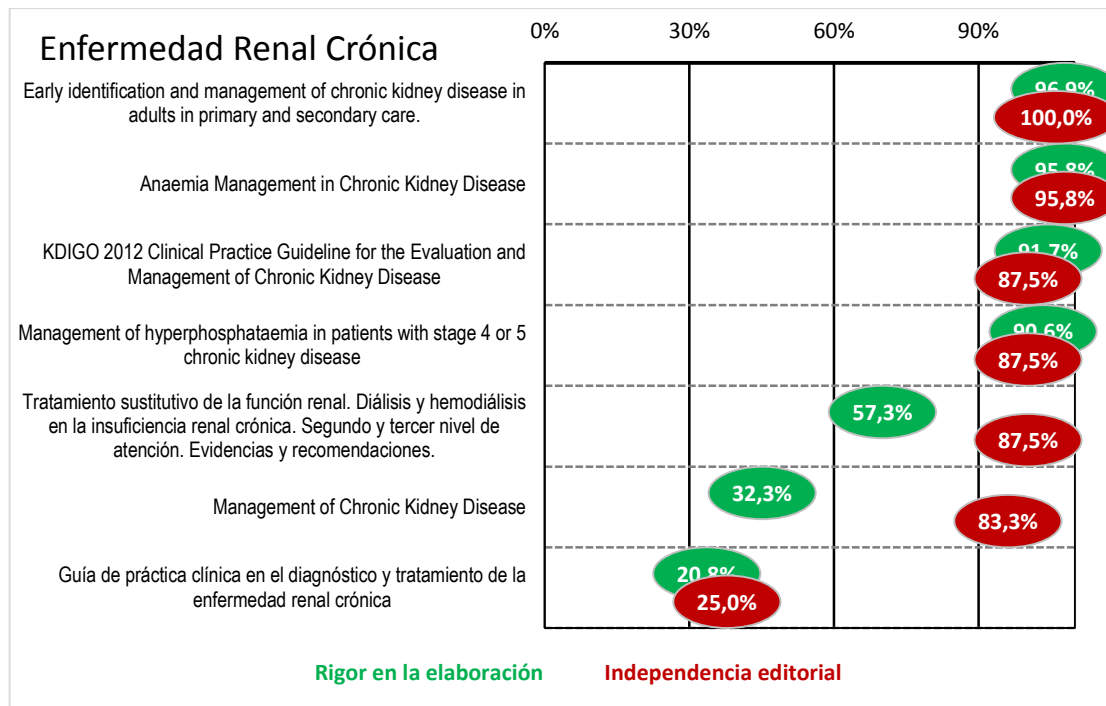 Enfermedad Renal Crónica
0%
30%
60%
90%
Early identification and management of chronic kidney disease in
adults in primary and secondary care.
96,9%
100,0%
Anaemia Management in Chronic Kidney Disease
95,8%
95,8%
KDIGO 2012 Clinical Practice Guideline for the Evaluation and
Management of Chronic Kidney Disease
91,7%
87,5%
Management of hyperphosphataemia in patients with stage 4 or 5
chronic kidney disease
90,6%
87,5%
Tratamiento sustitutivo de la función renal. Diálisis y hemodiálisis
en la insuficiencia renal crónica. Segundo y tercer nivel de
atención. Evidencias y recomendaciones.
57,3%
87,5%
Management of Chronic Kidney Disease
32,3%
83,3%
Guía de práctica clínica en el diagnóstico y tratamiento de la
enfermedad renal crónica
20,8%
25,0%
Rigor en la elaboración
Independencia editorial